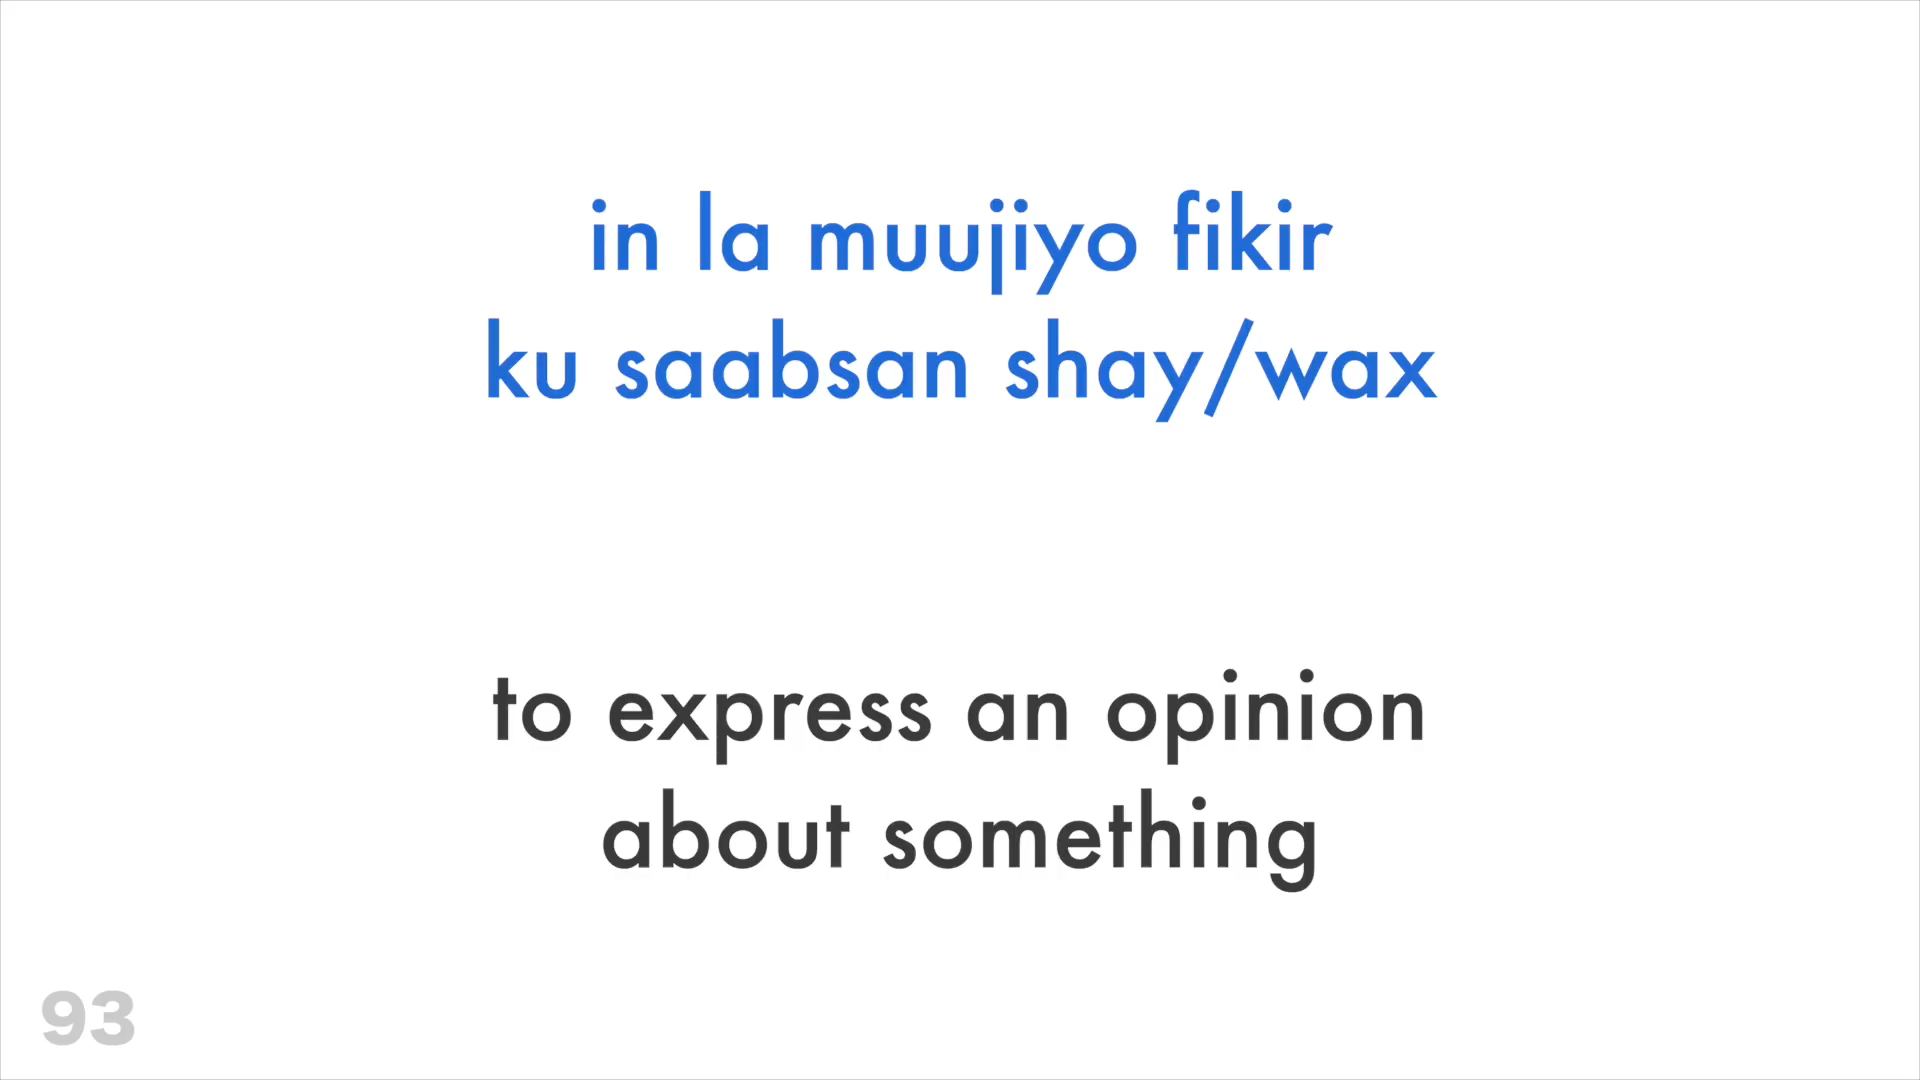 in la muujiyo fikir
ku saabsan shay/wax
to express an opinion
about something
93